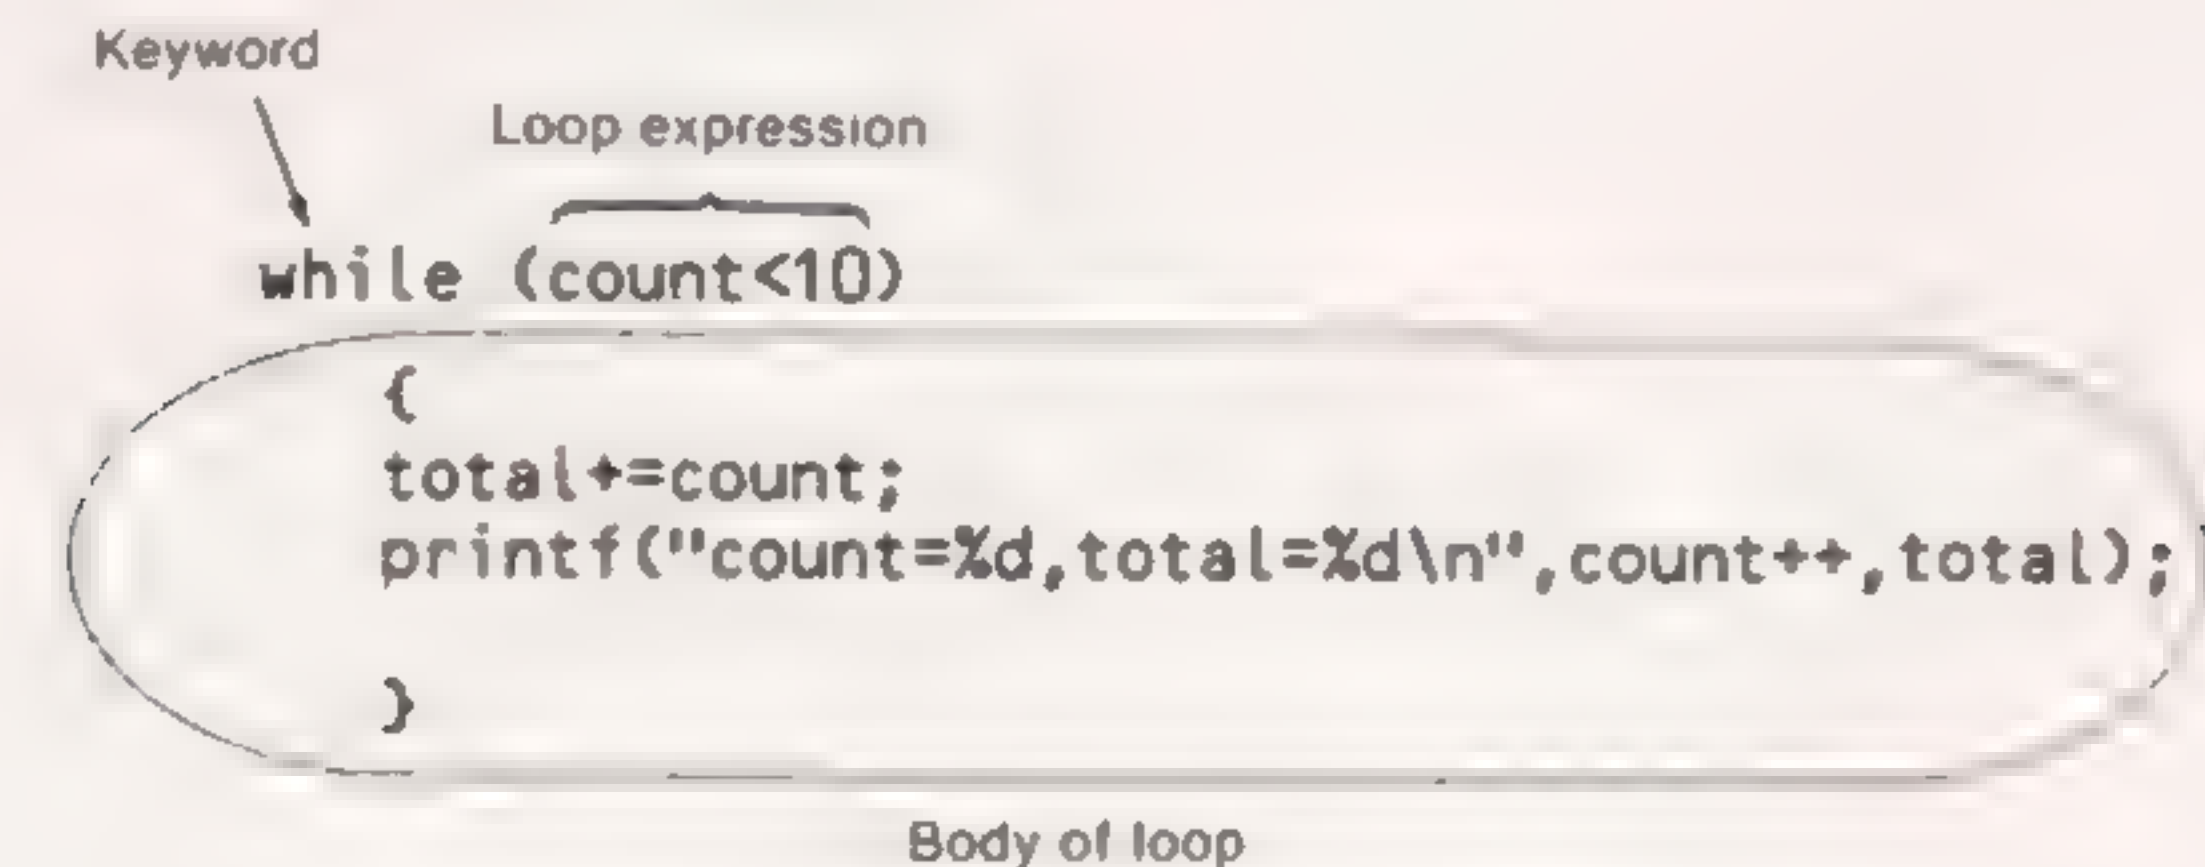 Keyword
Loop expression
while (count<10)
{
total+=count;
printf("count=%d,total=%d\n",count++,total);
}
Body of loop